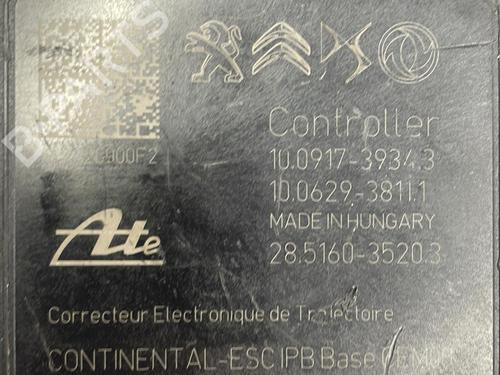 Controller
10.0917-3934.3
10.0629-3811.1
MADE IN HUNGARY
28.5160-3520.3
Ate
Correcteur Electronique de Trajectoire
CONTINENTAL-ESC IPB Base